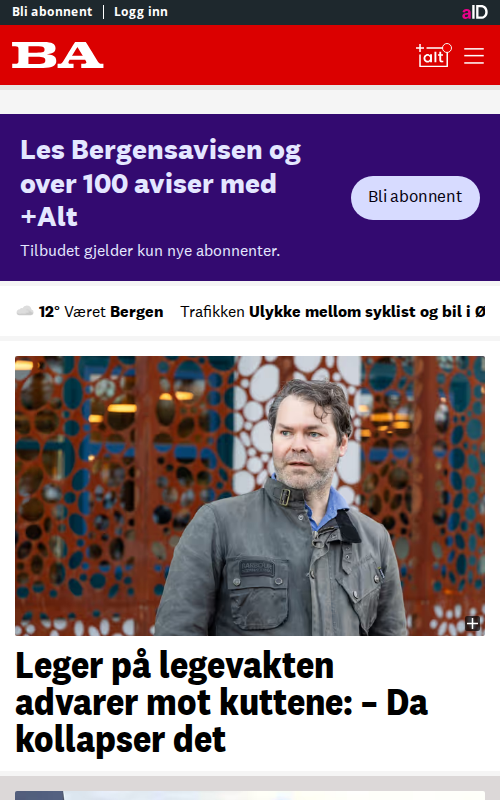 Bli abonnent
Logg inn
aID
BA
+alt
Les Bergensavisen og
over 100 aviser med
+Alt
Bli abonnent
Tilbudet gjelder kun nye abonnenter.
12° Været Bergen
Trafikken Ulykke mellom syklist og bil i Ø
Leger på legevakten
advarer mot kuttene: – Da
kollapser det